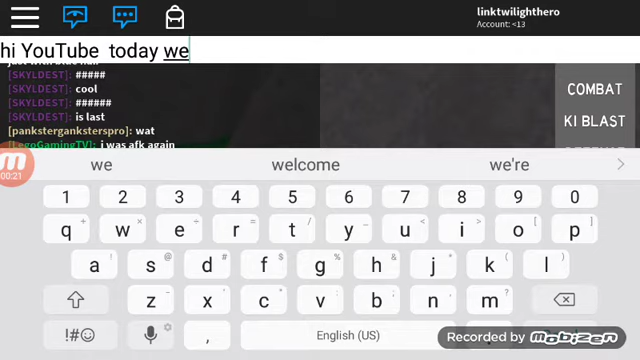 linktwilighthero
Account: <13
hi YouTube today we
[SKYLDEST]: #####
[SKYLDEST]: cool
[SKYLDEST]: ######
[SKYLDEST]: is last
[panksterganksterspro]: wat
[LegoGamingTV]: i was afk again
COMBAT
KI BLAST
00:21
we welcome we're
1 2 3 4 5 6 7 8 9 0
q w e r t y u i o p
a s d f g h j k l
z x c v b n m
!#☺ , English (US)
Recorded by mobizen